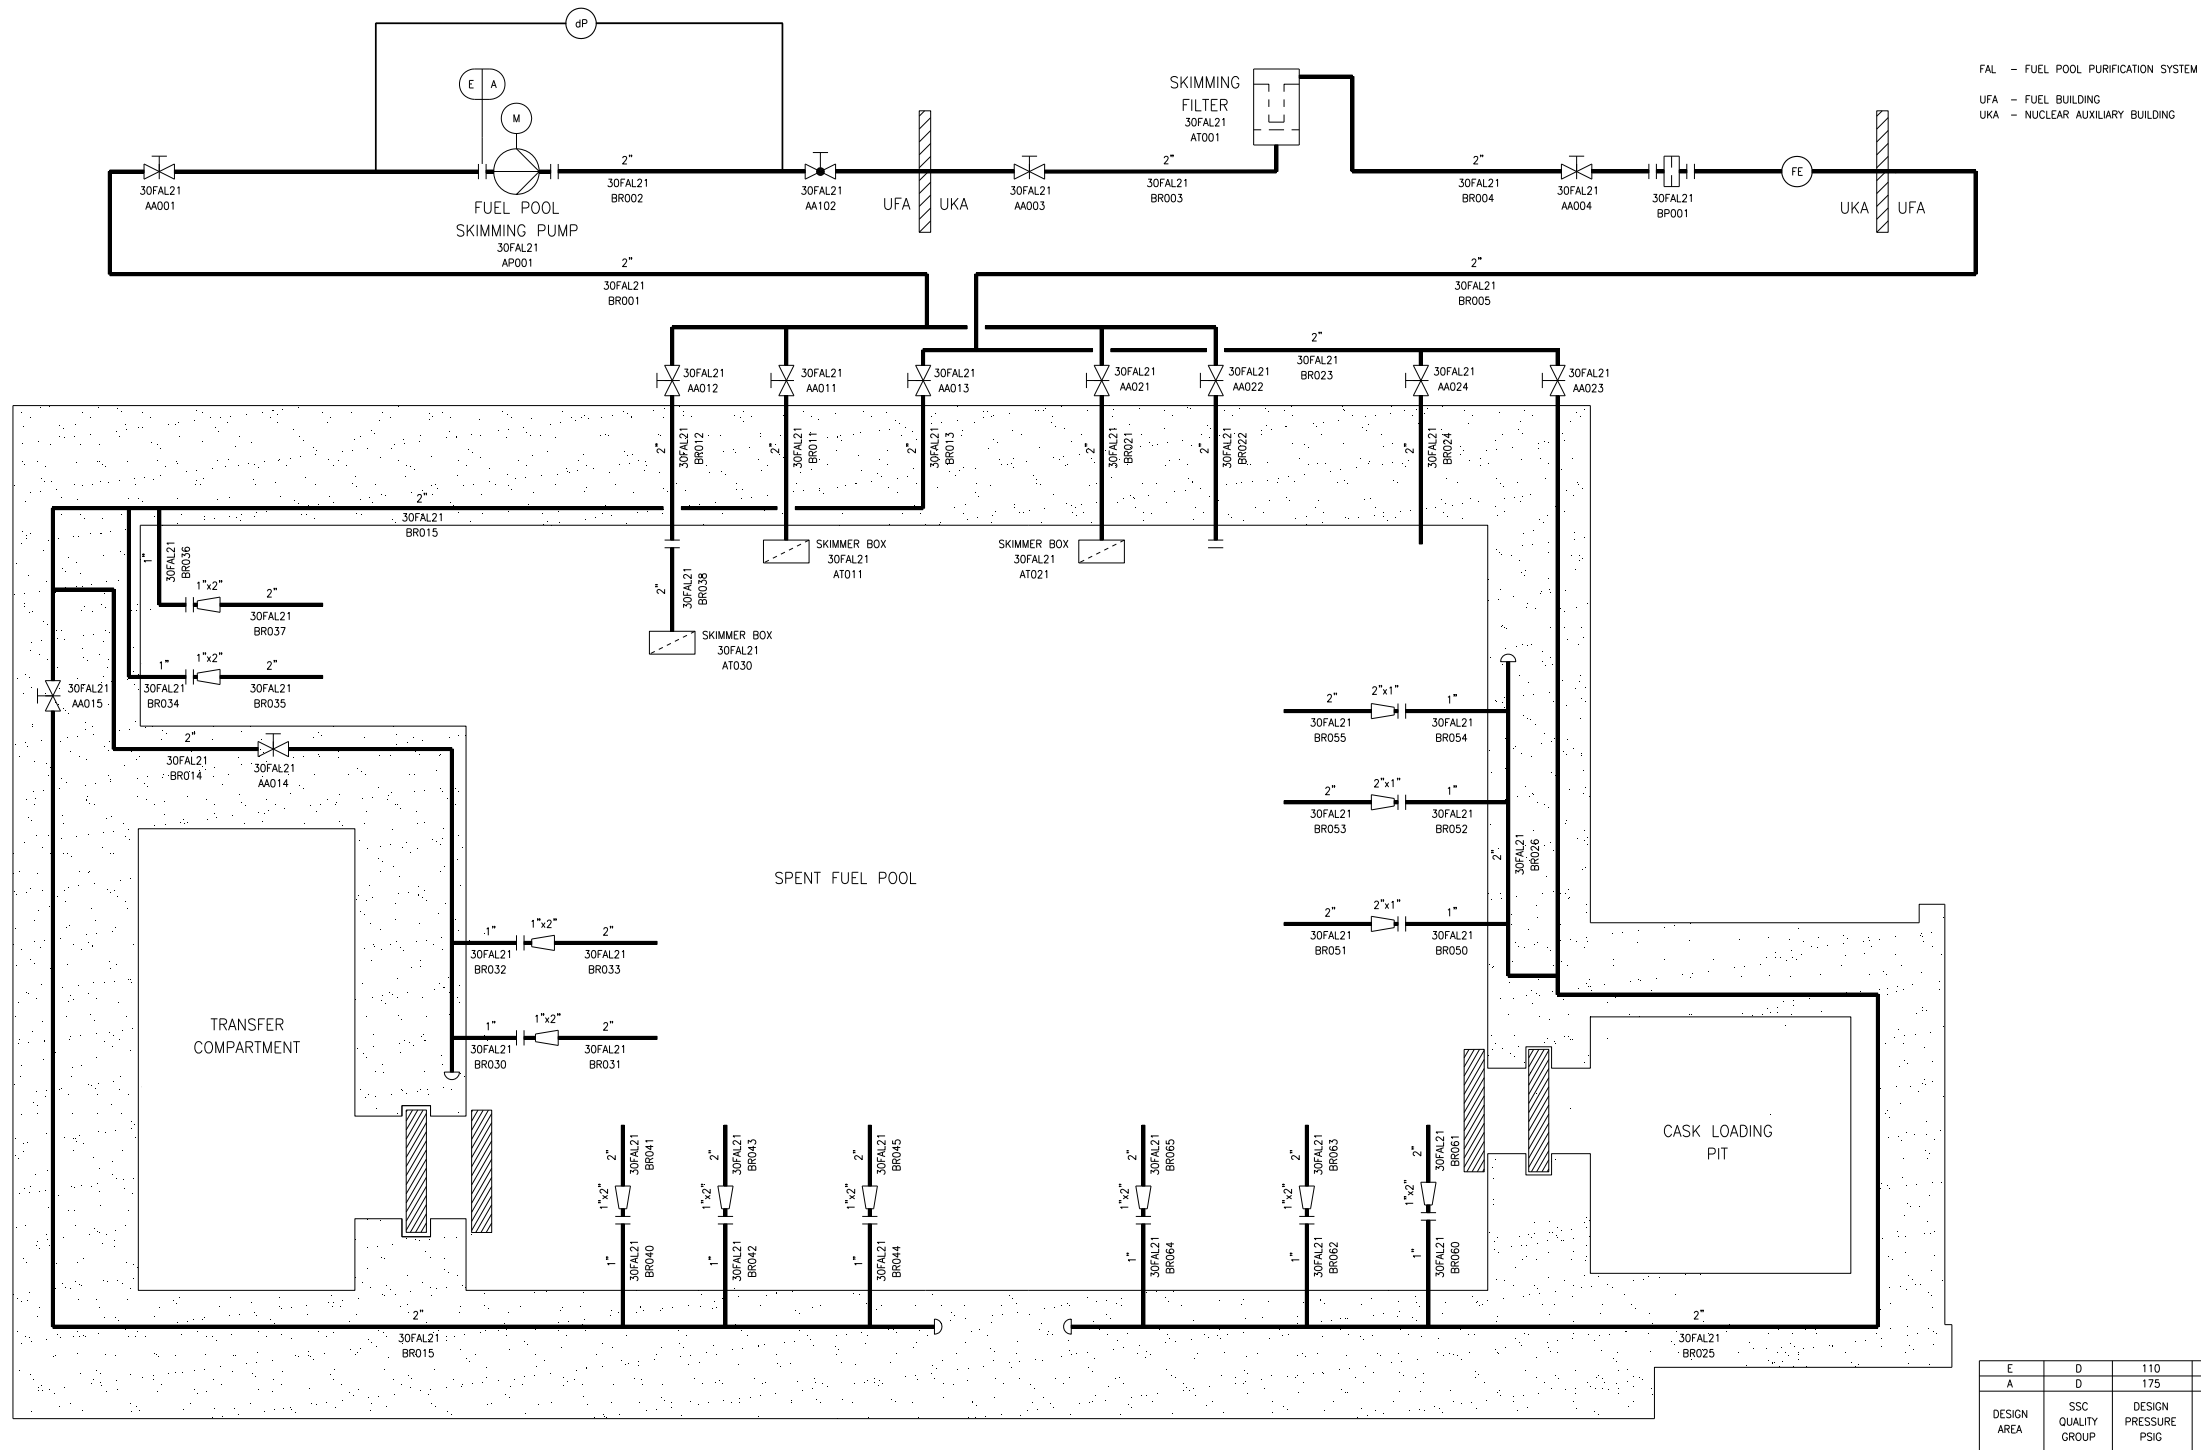 dP
E A
M
SKIMMING
FILTER
30FAL21
AT001
FAL – FUEL POOL PURIFICATION SYSTEM
UFA – FUEL BUILDING
UKA – NUCLEAR AUXILIARY BUILDING
30FAL21
AA001
FUEL POOL
SKIMMING PUMP
30FAL21
AP001
2"
30FAL21
BR002
30FAL21
AA102
UFA
UKA
30FAL21
AA003
2"
30FAL21
BR003
2"
30FAL21
BR004
30FAL21
AA004
30FAL21
BP001
FE
UKA
UFA
2"
30FAL21
BR001
2"
30FAL21
BR005
2"
30FAL21
BR023
30FAL21
AA012
30FAL21
AA011
30FAL21
AA013
30FAL21
AA021
30FAL21
AA022
30FAL21
AA024
30FAL21
AA023
2"
30FAL21
BR012
2"
30FAL21
BR011
2"
30FAL21
BR013
2"
30FAL21
BR021
2"
30FAL21
BR022
2"
30FAL21
BR024
2"
30FAL21
BR015
1"
30FAL21
BR036
1"x2"
2"
30FAL21
BR037
SKIMMER BOX
30FAL21
AT011
SKIMMER BOX
30FAL21
AT021
2"
30FAL21
BR038
SKIMMER BOX
30FAL21
AT030
1"
30FAL21
BR034
1"x2"
2"
30FAL21
BR035
30FAL21
AA015
2"
30FAL21
BR014
30FAL21
AA014
2"
30FAL21
BR055
2"x1"
1"
30FAL21
BR054
2"
30FAL21
BR053
2"x1"
1"
30FAL21
BR052
2"
30FAL21
BR026
SPENT FUEL POOL
2"
30FAL21
BR051
2"x1"
1"
30FAL21
BR050
1"
30FAL21
BR032
1"x2"
2"
30FAL21
BR033
TRANSFER
COMPARTMENT
1"
30FAL21
BR030
1"x2"
2"
30FAL21
BR031
CASK LOADING
PIT
2"
30FAL21
BR041
1"x2"
1"
30FAL21
BR040
2"
30FAL21
BR043
1"x2"
1"
30FAL21
BR042
2"
30FAL21
BR045
1"x2"
1"
30FAL21
BR044
2"
30FAL21
BR065
1"x2"
1"
30FAL21
BR064
2"
30FAL21
BR063
1"x2"
1"
30FAL21
BR062
2"
30FAL21
BR061
1"x2"
1"
30FAL21
BR060
2"
30FAL21
BR015
2"
30FAL21
BR025
E D 110
A D 175
DESIGN
AREA
SSC
QUALITY
GROUP
DESIGN
PRESSURE
PSIG